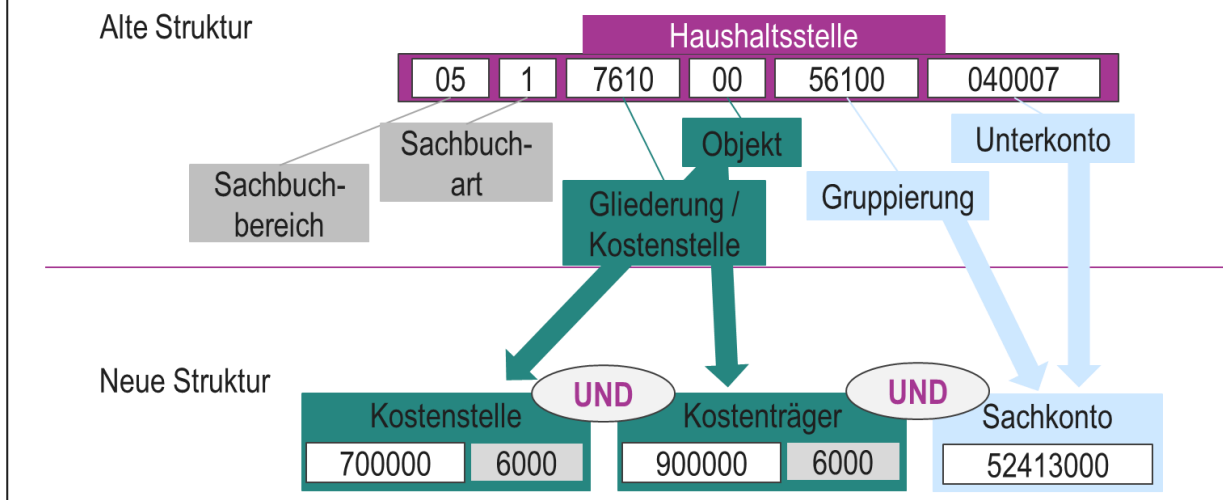 Alte Struktur
Haushaltsstelle
05 1 7610 00 56100 040007
Sachbuch-
bereich
Sachbuch-
art
Gliederung /
Kostenstelle
Objekt
Gruppierung
Unterkonto
Neue Struktur
Kostenstelle
700000 6000
UND
Kostenträger
900000 6000
UND
Sachkonto
52413000